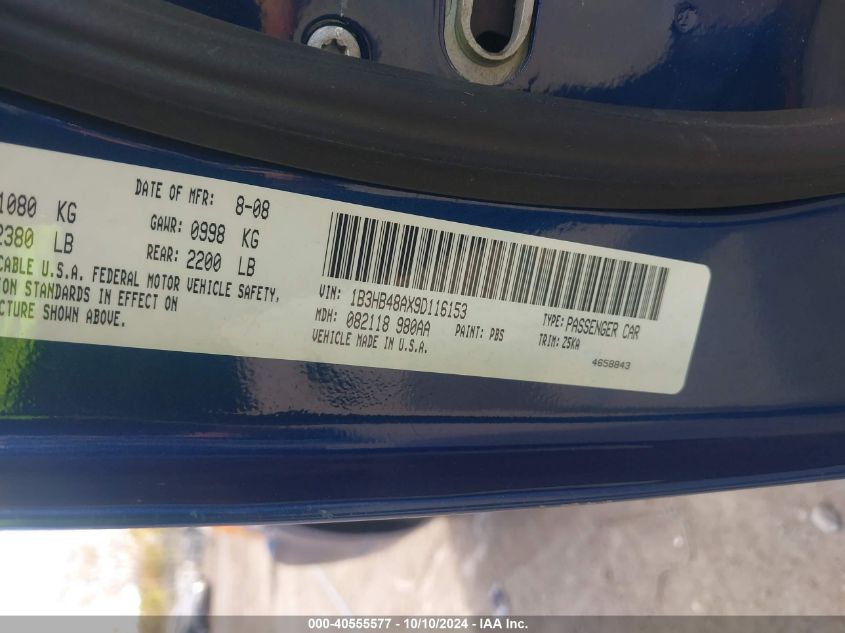 1080 KG
2380 LB
DATE OF MFR: 8-08
GAWR: 0998 KG
REAR: 2200 LB
CABLE U.S.A. FEDERAL MOTOR VEHICLE SAFETY,
ION STANDARDS IN EFFECT ON
CTURE SHOWN ABOVE.
VIN: 1B3HB48AX9D116153
MDH: 082118 980AA
PAINT: PBS
TYPE: PASSENGER CAR
TRIM: Z5KA
VEHICLE MADE IN U.S.A.
4658843
000-40555577 - 10/10/2024 - IAA Inc.